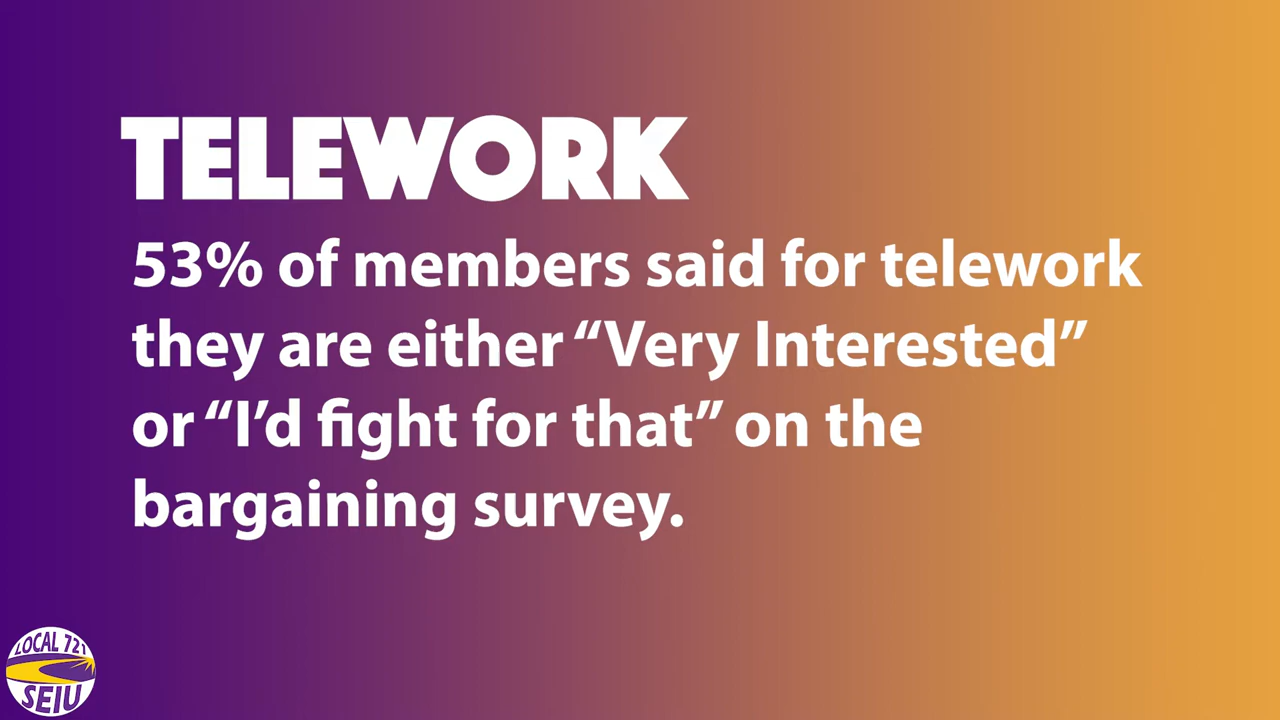 TELEWORK
53% of members said for telework
they are either “Very Interested”
or “I’d fight for that” on the
bargaining survey.
LOCAL 721
SEIU